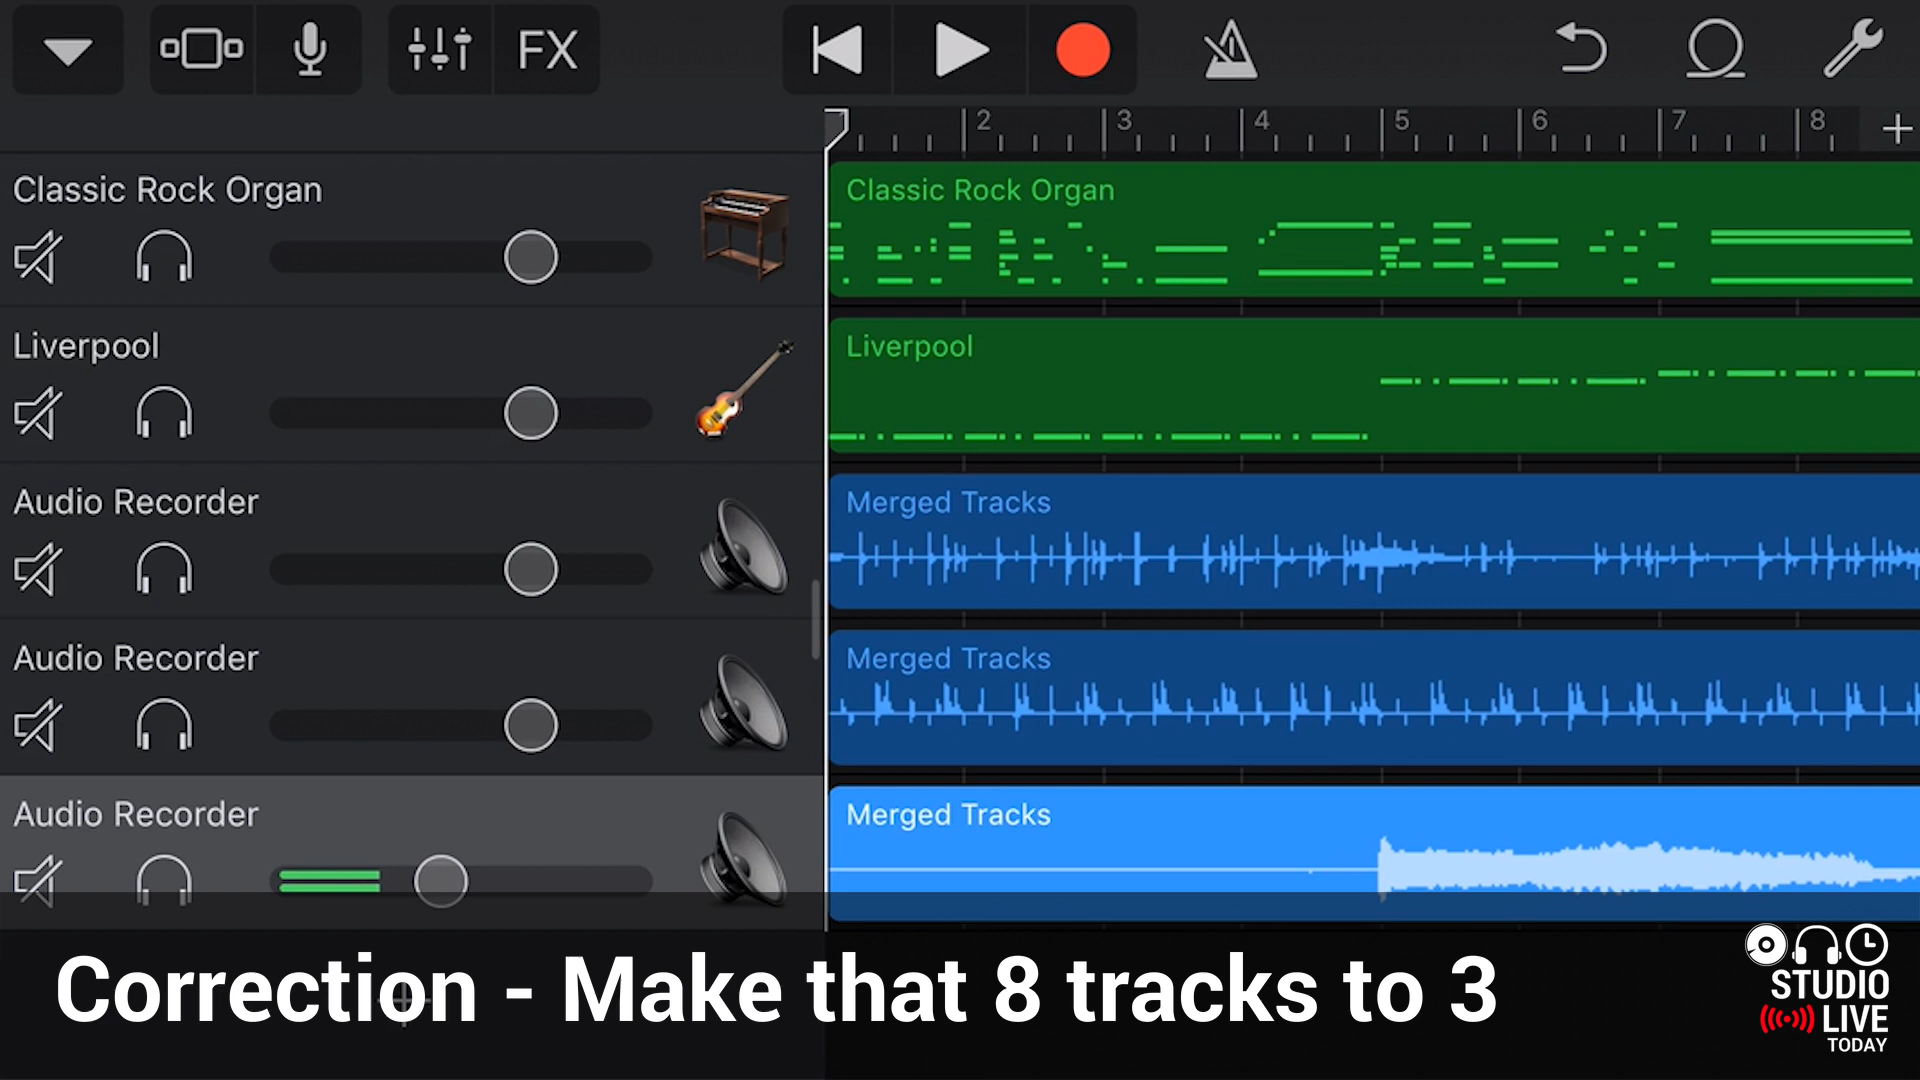 FX
2 3 4 5 6 7 8
Classic Rock Organ
Classic Rock Organ
Liverpool
Liverpool
Audio Recorder
Merged Tracks
Audio Recorder
Merged Tracks
Audio Recorder
Merged Tracks
Correction - Make that 8 tracks to 3
STUDIO
LIVE
TODAY